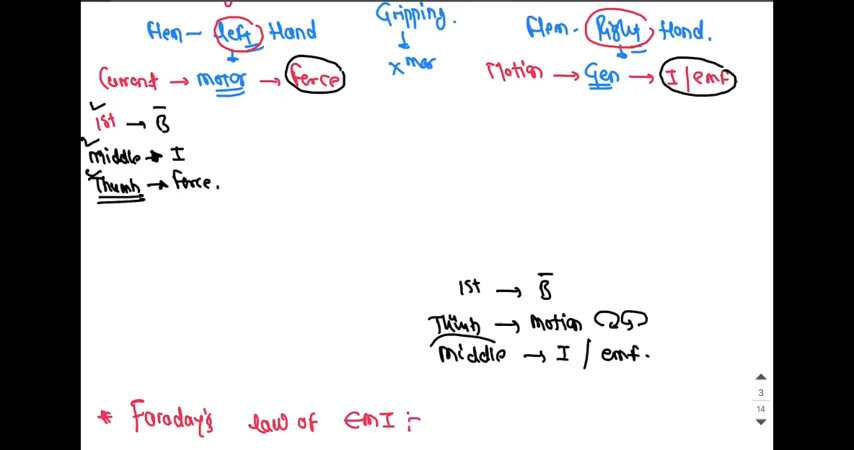 Flem - left Hand
Current → motor → Force
1st → B̅
Middle → I
Thumb → Force.
Gripping.
↓
Xmer
Flem. Right Hand.
Motion → Gen → I/emf
1st → B̅
Thumb → Motion
Middle → I / emf.
* Faraday's law of EMI :-
3
14